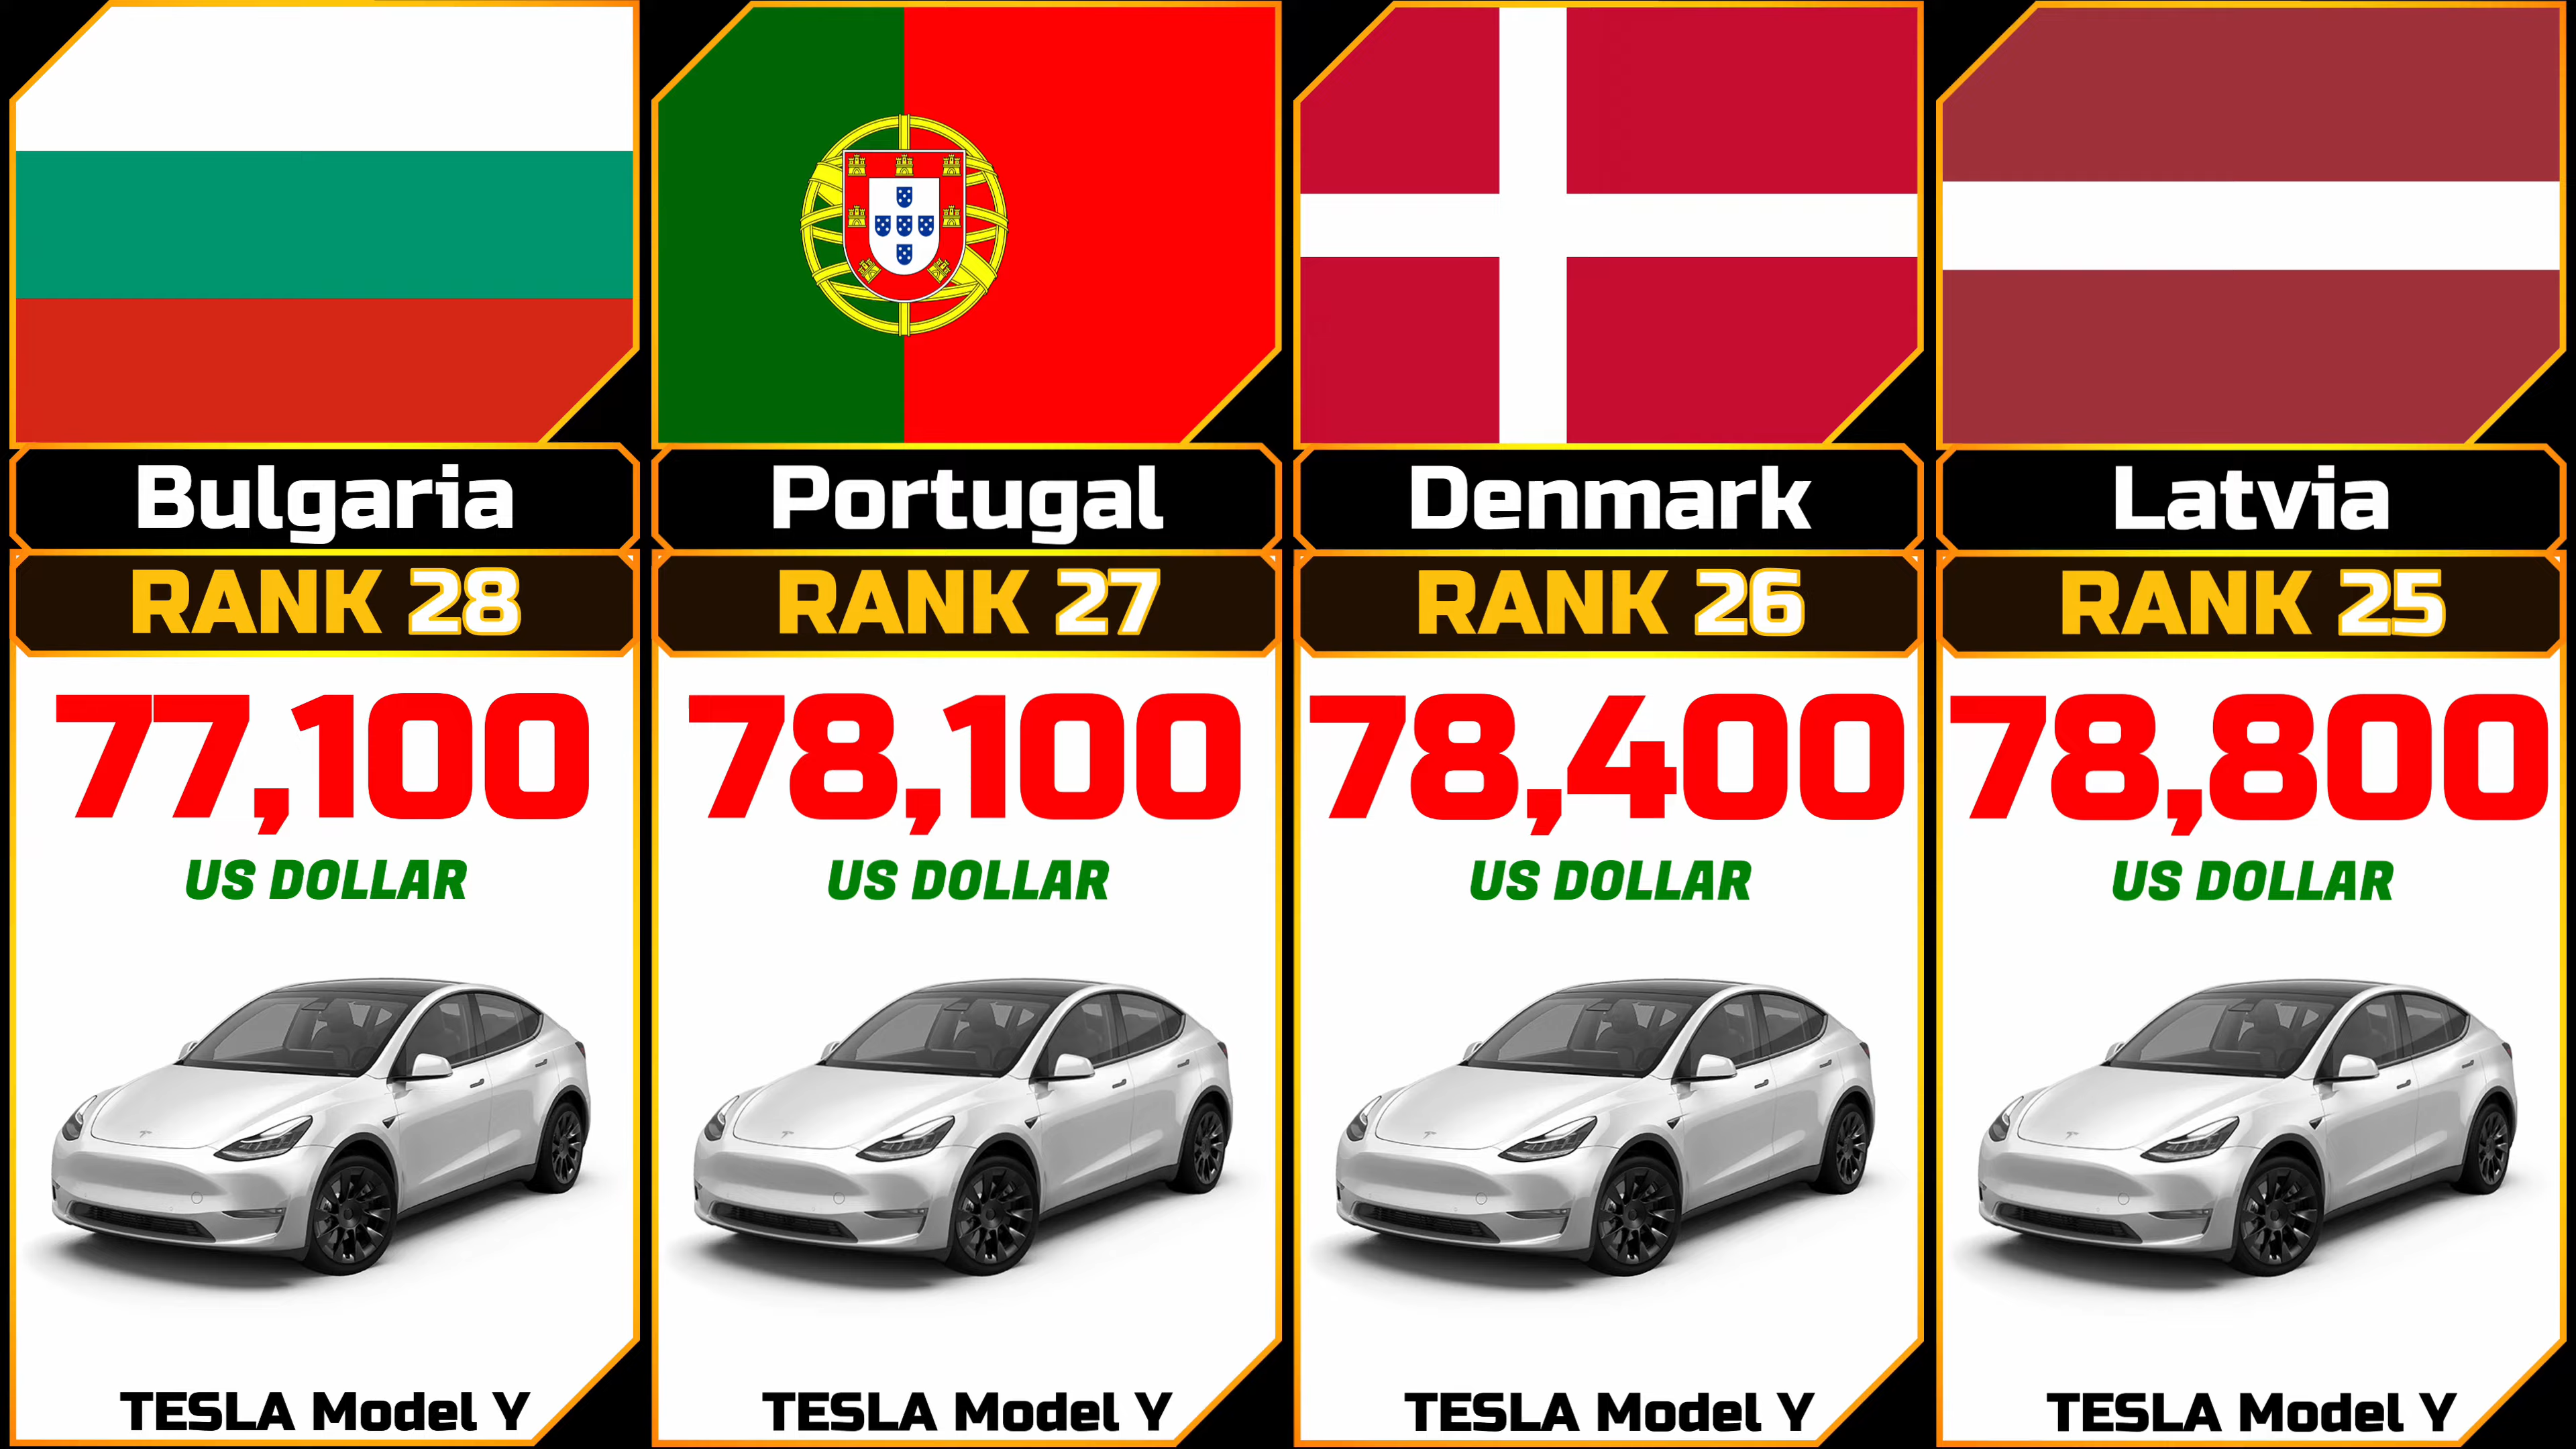 Bulgaria
RANK 28
77,100
US DOLLAR
TESLA Model Y
Portugal
RANK 27
78,100
US DOLLAR
TESLA Model Y
Denmark
RANK 26
78,400
US DOLLAR
TESLA Model Y
Latvia
RANK 25
78,800
US DOLLAR
TESLA Model Y